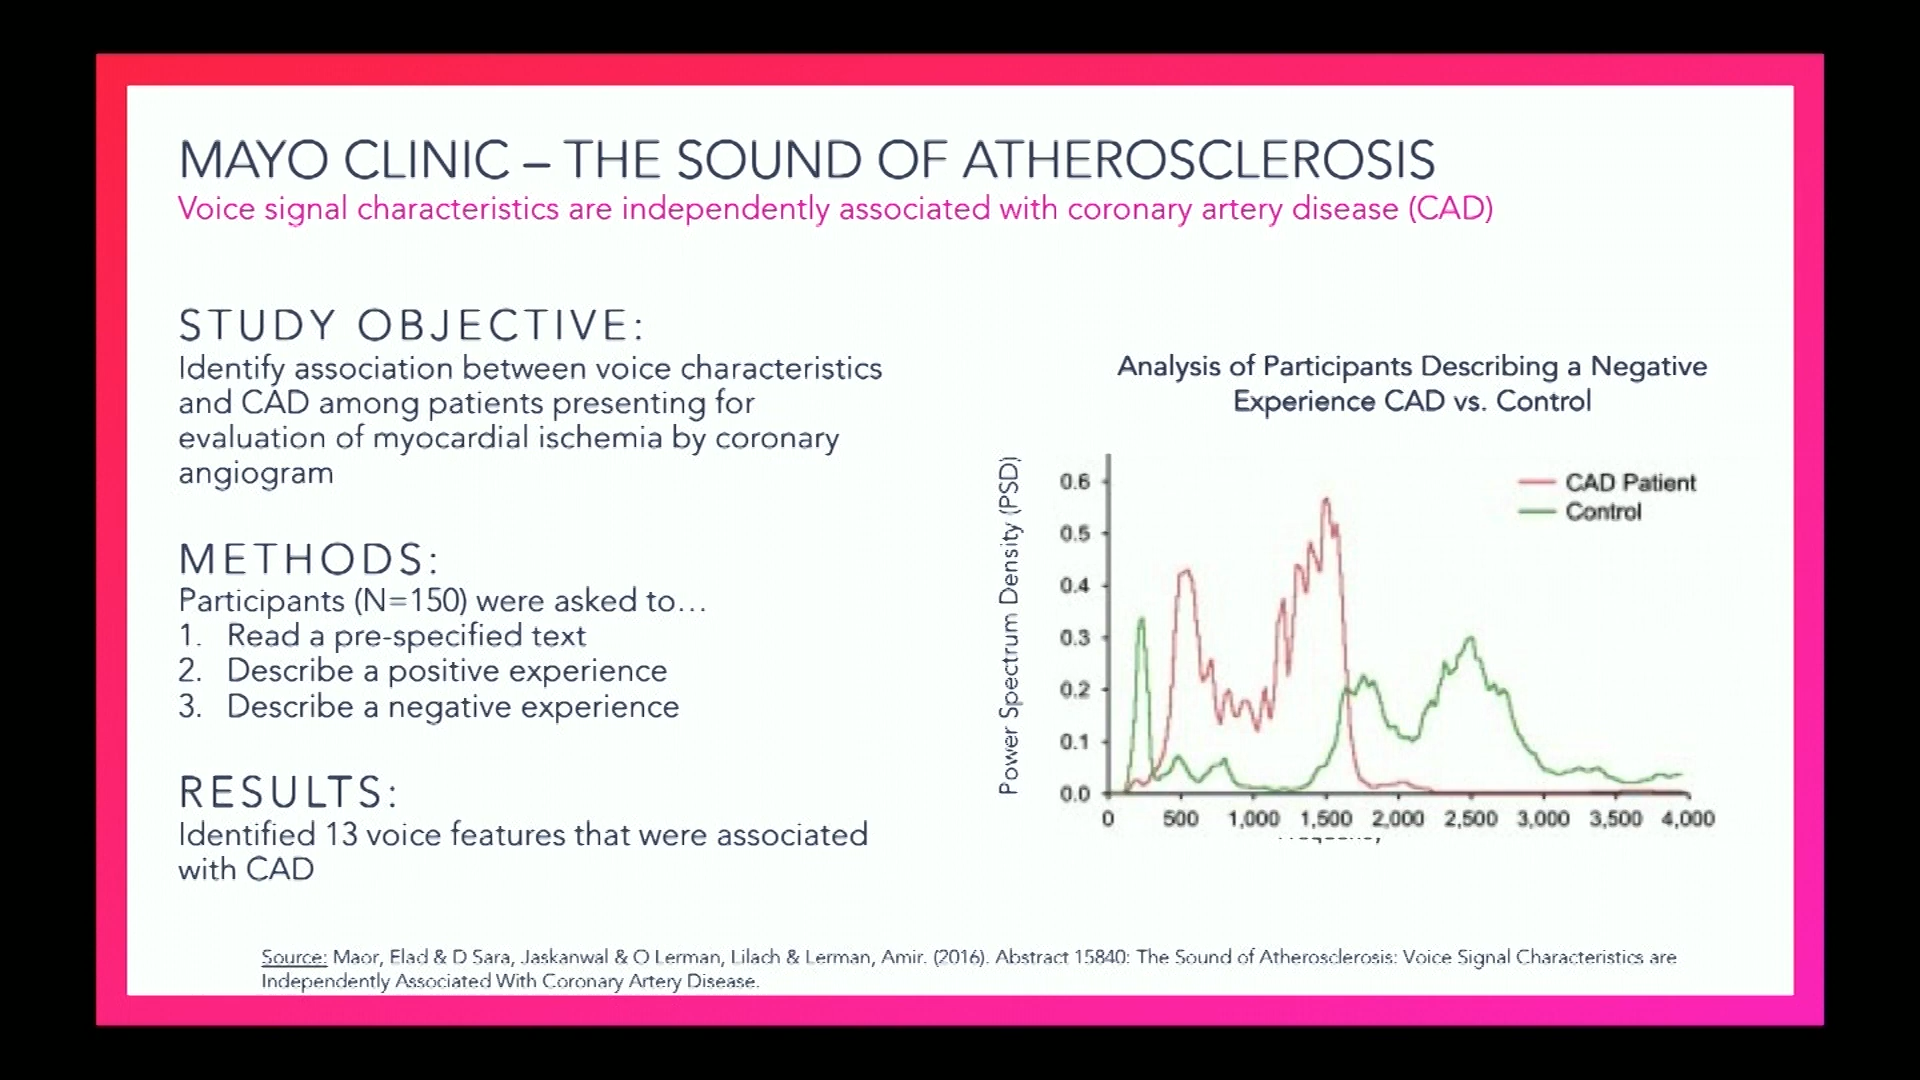 MAYO CLINIC – THE SOUND OF ATHEROSCLEROSIS
Voice signal characteristics are independently associated with coronary artery disease (CAD)
STUDY OBJECTIVE:
Identify association between voice characteristics
and CAD among patients presenting for
evaluation of myocardial ischemia by coronary
angiogram
METHODS:
Participants (N=150) were asked to…
1. Read a pre-specified text
2. Describe a positive experience
3. Describe a negative experience
RESULTS:
Identified 13 voice features that were associated
with CAD
Analysis of Participants Describing a Negative
Experience CAD vs. Control
Power Spectrum Density (PSD)
0.6
0.5
0.4
0.3
0.2
0.1
0.0
CAD Patient
Control
0 500 1,000 1,500 2,000 2,500 3,000 3,500 4,000
Source: Maor, Elad & D Sara, Jaskanwal & O Lerman, Lilach & Lerman, Amir. (2016). Abstract 15840: The Sound of Atherosclerosis: Voice Signal Characteristics are
Independently Associated With Coronary Artery Disease.